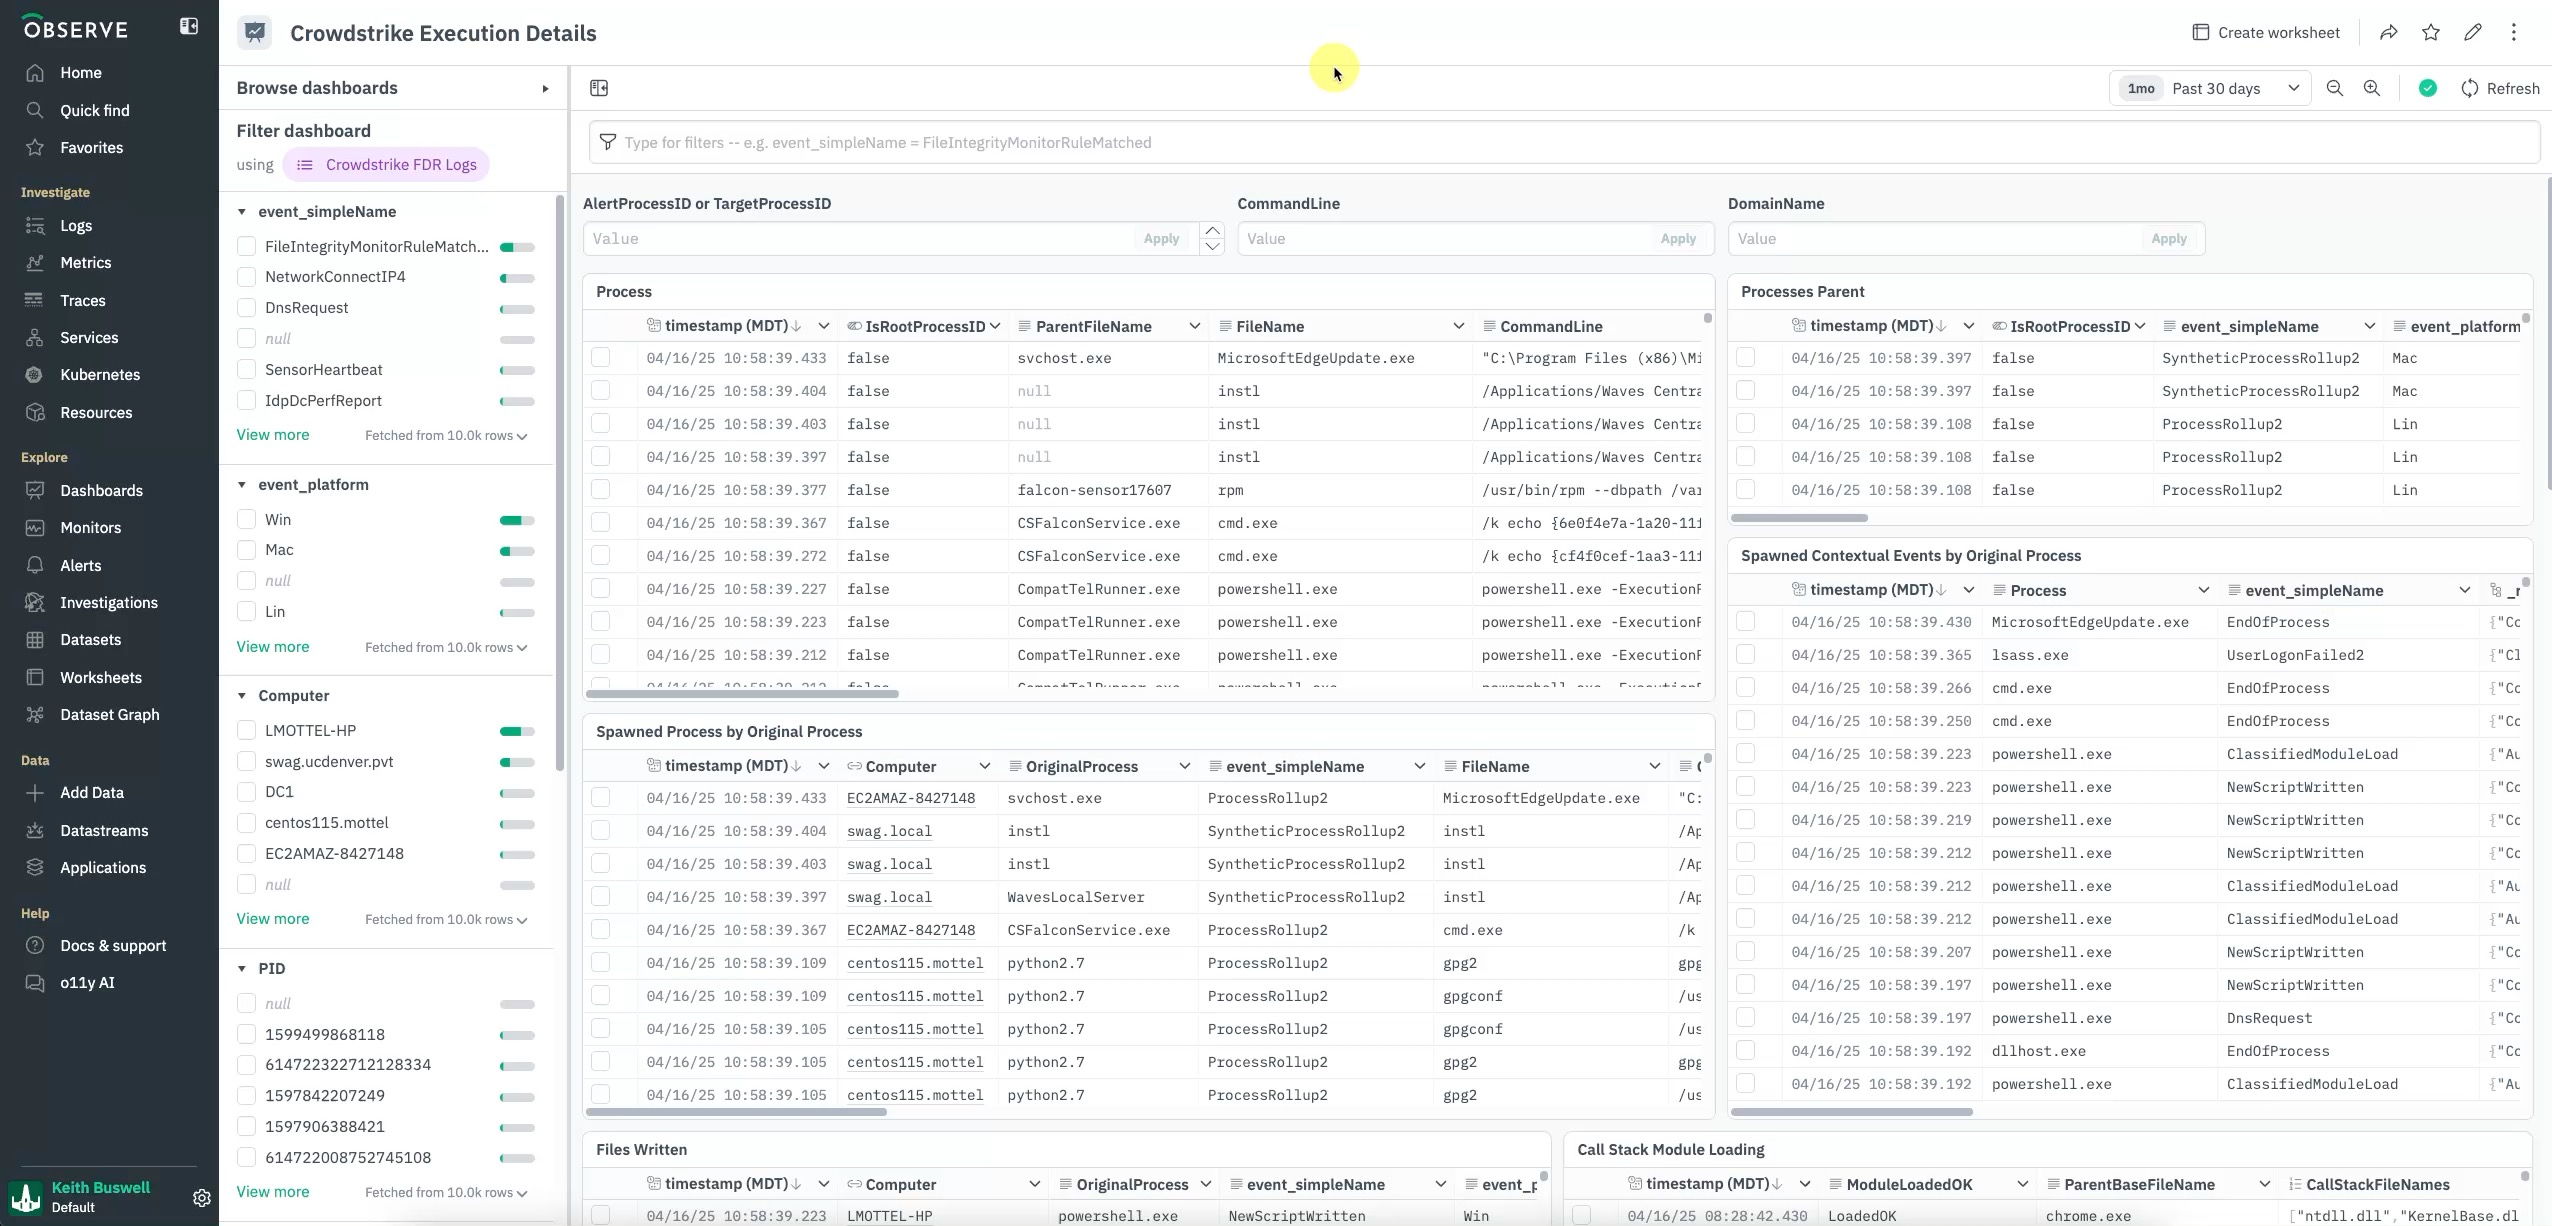 OBSERVE
Home
Quick find
Favorites
Investigate
Logs
Metrics
Traces
Services
Kubernetes
Resources
Explore
Dashboards
Monitors
Alerts
Investigations
Datasets
Worksheets
Dataset Graph
Data
Add Data
Datastreams
Applications
Help
Docs & support
o11y AI
Keith Buswell
Default
Crowdstrike Execution Details
Create worksheet
Browse dashboards
1mo Past 30 days
Refresh
Filter dashboard
using Crowdstrike FDR Logs
event_simpleName
FileIntegrityMonitorRuleMatch...
NetworkConnectIP4
DnsRequest
null
SensorHeartbeat
IdpDcPerfReport
View more Fetched from 10.0k rows
event_platform
Win
Mac
null
Lin
View more Fetched from 10.0k rows
Computer
LMOTTEL-HP
swag.ucdenver.pvt
DC1
centos115.mottel
EC2AMAZ-8427148
null
View more Fetched from 10.0k rows
PID
null
1599499868118
614722322712128334
1597842207249
1597906388421
614722008752745108
View more Fetched from 10.0k rows
Type for filters -- e.g. event_simpleName = FileIntegrityMonitorRuleMatched
AlertProcessID or TargetProcessID
Value Apply
CommandLine
Value Apply
DomainName
Value Apply
Process
timestamp (MDT) IsRootProcessID ParentFileName FileName CommandLine
04/16/25 10:58:39.433 false svchost.exe MicrosoftEdgeUpdate.exe "C:\Program Files (x86)\Mi
04/16/25 10:58:39.404 false null instl /Applications/Waves Centra
04/16/25 10:58:39.403 false null instl /Applications/Waves Centra
04/16/25 10:58:39.397 false null instl /Applications/Waves Centra
04/16/25 10:58:39.377 false falcon-sensor17607 rpm /usr/bin/rpm --dbpath /var
04/16/25 10:58:39.367 false CSFalconService.exe cmd.exe /k echo {6e0f4e7a-1a20-11f
04/16/25 10:58:39.272 false CSFalconService.exe cmd.exe /k echo {cf4f0cef-1aa3-11f
04/16/25 10:58:39.227 false CompatTelRunner.exe powershell.exe powershell.exe -ExecutionP
04/16/25 10:58:39.223 false CompatTelRunner.exe powershell.exe powershell.exe -ExecutionP
04/16/25 10:58:39.212 false CompatTelRunner.exe powershell.exe powershell.exe -ExecutionP
Processes Parent
timestamp (MDT) IsRootProcessID event_simpleName event_platform
04/16/25 10:58:39.397 false SyntheticProcessRollup2 Mac
04/16/25 10:58:39.397 false SyntheticProcessRollup2 Mac
04/16/25 10:58:39.108 false ProcessRollup2 Lin
04/16/25 10:58:39.108 false ProcessRollup2 Lin
04/16/25 10:58:39.108 false ProcessRollup2 Lin
Spawned Contextual Events by Original Process
timestamp (MDT) Process event_simpleName
04/16/25 10:58:39.430 MicrosoftEdgeUpdate.exe EndOfProcess {"Co
04/16/25 10:58:39.365 lsass.exe UserLogonFailed2 {"Cl
04/16/25 10:58:39.266 cmd.exe EndOfProcess {"Co
04/16/25 10:58:39.250 cmd.exe EndOfProcess {"Co
04/16/25 10:58:39.223 powershell.exe ClassifiedModuleLoad {"Au
04/16/25 10:58:39.223 powershell.exe NewScriptWritten {"Co
04/16/25 10:58:39.219 powershell.exe NewScriptWritten {"Co
04/16/25 10:58:39.212 powershell.exe NewScriptWritten {"Co
04/16/25 10:58:39.212 powershell.exe ClassifiedModuleLoad {"Au
04/16/25 10:58:39.212 powershell.exe ClassifiedModuleLoad {"Au
04/16/25 10:58:39.207 powershell.exe NewScriptWritten {"Co
04/16/25 10:58:39.197 powershell.exe NewScriptWritten {"Co
04/16/25 10:58:39.197 powershell.exe DnsRequest {"Co
04/16/25 10:58:39.192 dllhost.exe EndOfProcess {"Co
04/16/25 10:58:39.192 powershell.exe ClassifiedModuleLoad {"Au
Spawned Process by Original Process
timestamp (MDT) Computer OriginalProcess event_simpleName FileName
04/16/25 10:58:39.433 EC2AMAZ-8427148 svchost.exe ProcessRollup2 MicrosoftEdgeUpdate.exe "C:
04/16/25 10:58:39.404 swag.local instl SyntheticProcessRollup2 instl /Ap
04/16/25 10:58:39.403 swag.local instl SyntheticProcessRollup2 instl /Ap
04/16/25 10:58:39.397 swag.local WavesLocalServer SyntheticProcessRollup2 instl /Ap
04/16/25 10:58:39.367 EC2AMAZ-8427148 CSFalconService.exe ProcessRollup2 cmd.exe /k
04/16/25 10:58:39.109 centos115.mottel python2.7 ProcessRollup2 gpg2 gpg
04/16/25 10:58:39.109 centos115.mottel python2.7 ProcessRollup2 gpgconf /us
04/16/25 10:58:39.105 centos115.mottel python2.7 ProcessRollup2 gpgconf /us
04/16/25 10:58:39.105 centos115.mottel python2.7 ProcessRollup2 gpg2 gpg
04/16/25 10:58:39.105 centos115.mottel python2.7 ProcessRollup2 gpg2 /us
Files Written
timestamp (MDT) Computer OriginalProcess event_simpleName event_p
04/16/25 10:58:39.223 LMOTTEL-HP powershell.exe NewScriptWritten Win
Call Stack Module Loading
timestamp (MDT) ModuleLoadedOK ParentBaseFileName CallStackFileNames
04/16/25 08:28:42.430 LoadedOK chrome.exe ["ntdll.dll","KernelBase.dl